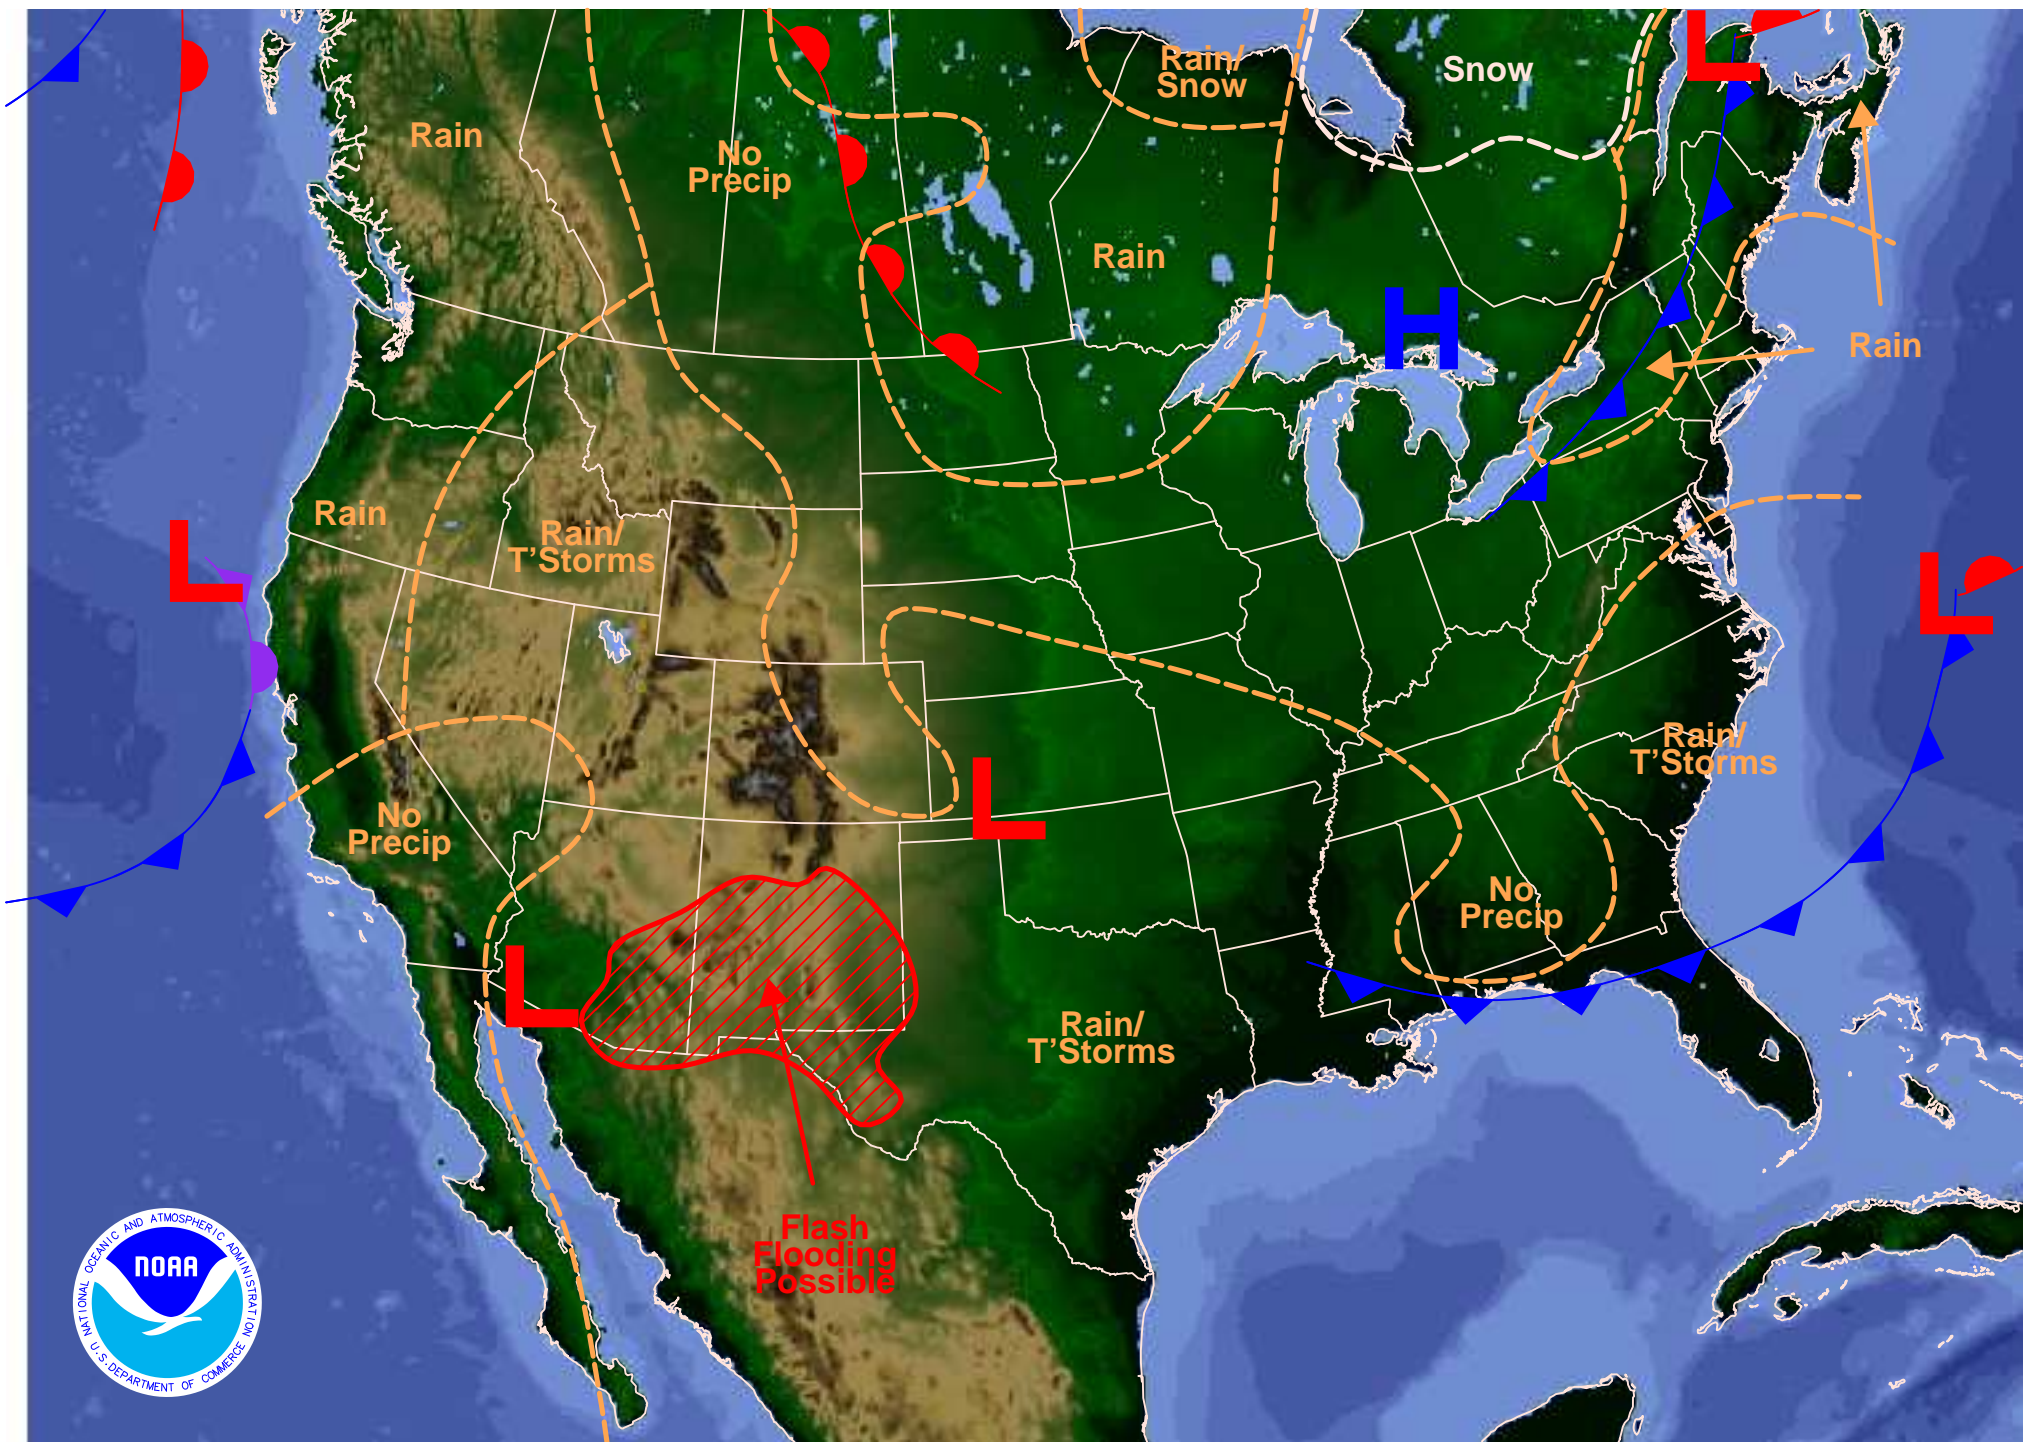 Rain/
Snow
Snow
L
Rain
No
Precip
Rain
H
Rain
Rain
Rain/
T'Storms
L
L
Rain/
T'Storms
L
No
Precip
No
Precip
L
Rain/
T'Storms
Flash
Flooding
Possible
NATIONAL OCEANIC AND ATMOSPHERIC ADMINISTRATION
NOAA
U.S. DEPARTMENT OF COMMERCE